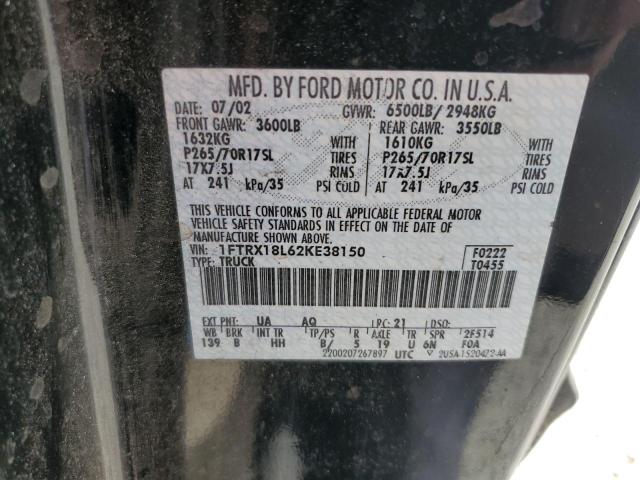 MFD. BY FORD MOTOR CO. IN U.S.A.
DATE: 07/02 GVWR: 6500LB/ 2948KG
FRONT GAWR: 3600LB REAR GAWR: 3550LB
1632KG WITH 1610KG WITH
P265/70R17SL TIRES P265/70R17SL TIRES
17X7.5J RIMS 17X7.5J RIMS
AT 241 kPa/35 PSI COLD AT 241 kPa/35 PSI COLD
THIS VEHICLE CONFORMS TO ALL APPLICABLE FEDERAL MOTOR
VEHICLE SAFETY STANDARDS IN EFFECT ON THE DATE OF
MANUFACTURE SHOWN ABOVE.
VIN: 1FTRX18L62KE38150 F0222
TYPE: TRUCK T0455
EXT PNT: UA AQ RC: 21 DSO:
WB BRK INT TR TP/PS R AXLE TR SPR 2F514
139 B HH B/ 5 19 U 6N F0A
2200207267897 UTC V 2USA-1520472-AA